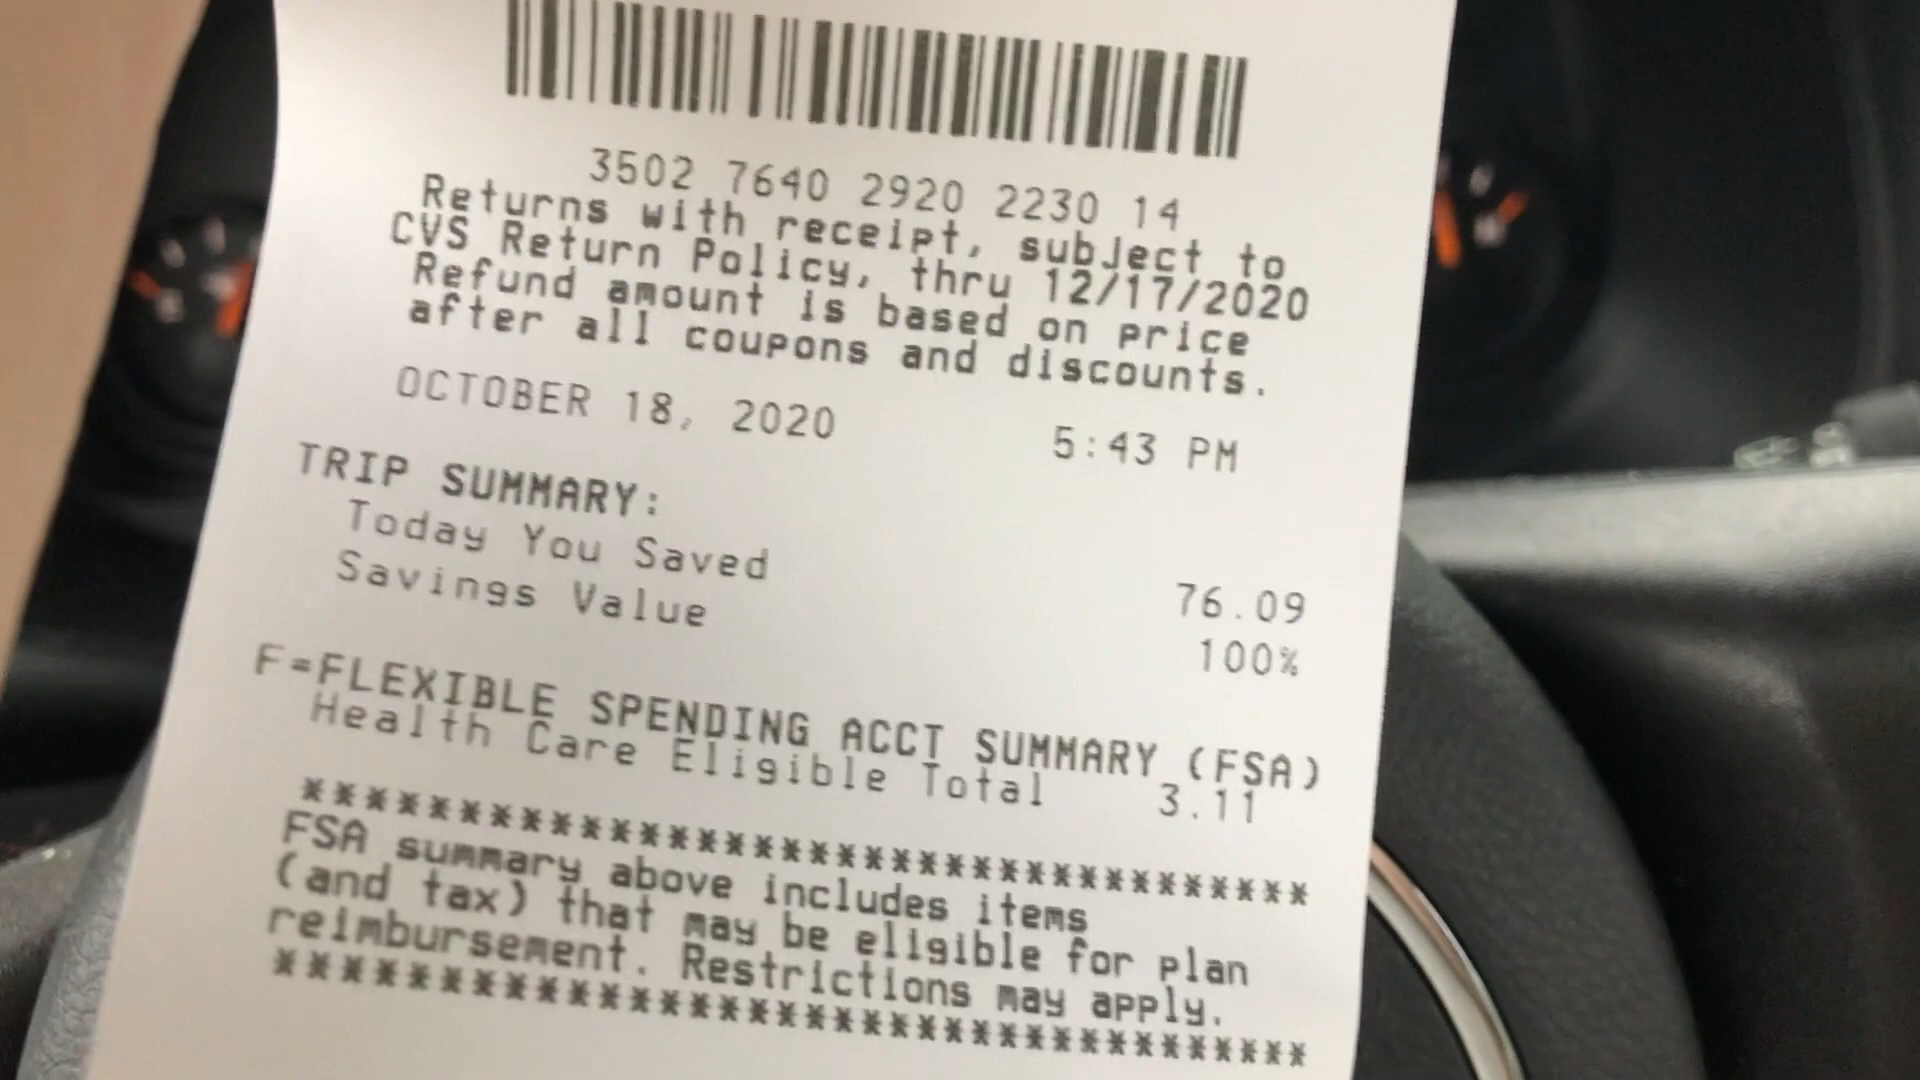 3502 7640 2920 2230 14
Returns with receipt, subject to
CVS Return Policy, thru 12/17/2020
Refund amount is based on price
after all coupons and discounts.
OCTOBER 18, 2020 5:43 PM
TRIP SUMMARY:
Today You Saved 76.09
Savings Value 100%
F=FLEXIBLE SPENDING ACCT SUMMARY (FSA)
Health Care Eligible Total 3.11
***********************************
FSA summary above includes items
(and tax) that may be eligible for plan
reimbursement. Restrictions may apply.
***********************************